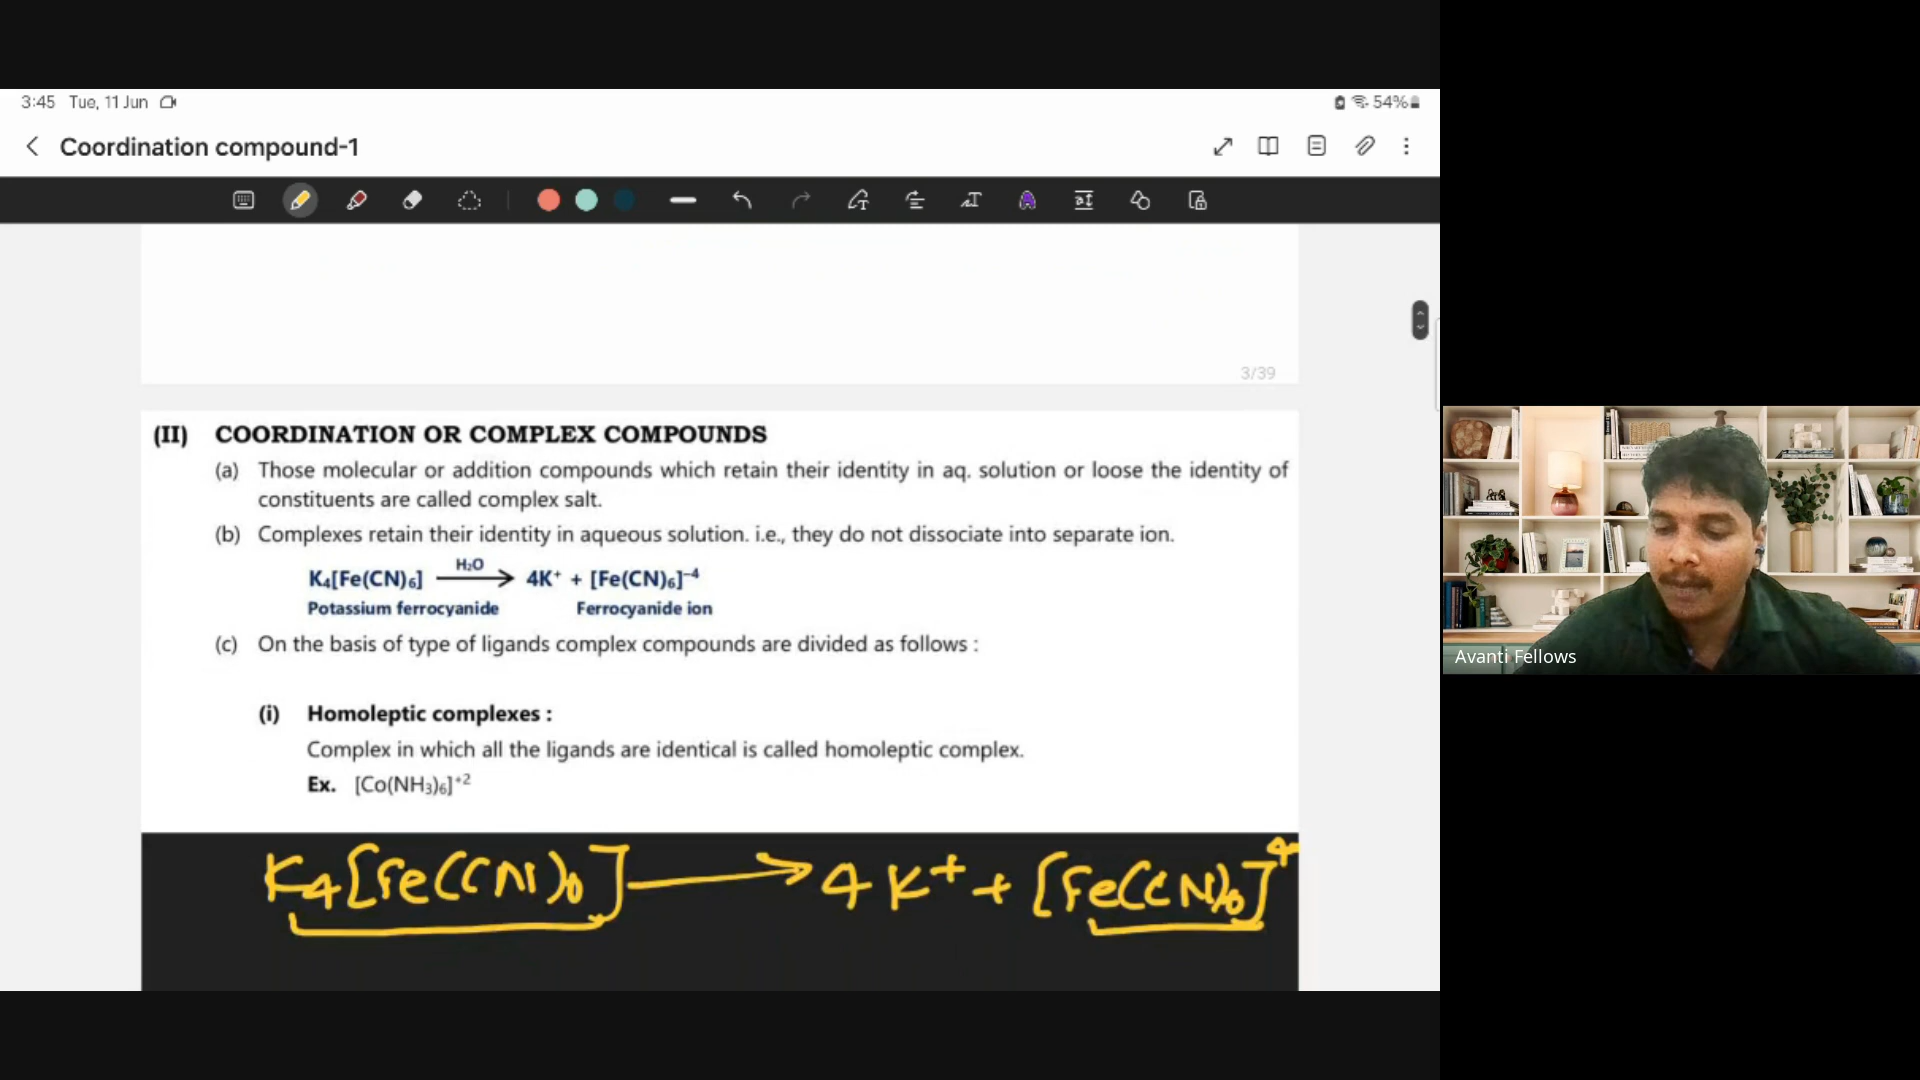 3:45 Tue, 11 Jun 54%
Coordination compound-1
3/39
(II) COORDINATION OR COMPLEX COMPOUNDS
(a) Those molecular or addition compounds which retain their identity in aq. solution or loose the identity of
constituents are called complex salt.
(b) Complexes retain their identity in aqueous solution. i.e., they do not dissociate into separate ion.
K₄[Fe(CN)₆] —H₂O→ 4K⁺ + [Fe(CN)₆]⁻⁴
Potassium ferrocyanide Ferrocyanide ion
(c) On the basis of type of ligands complex compounds are divided as follows :
(i) Homoleptic complexes :
Complex in which all the ligands are identical is called homoleptic complex.
Ex. [Co(NH₃)₆]⁺²
K₄[Fe(CN)₆] → 4K⁺ + [Fe(CN)₆]⁴
Avanti Fellows